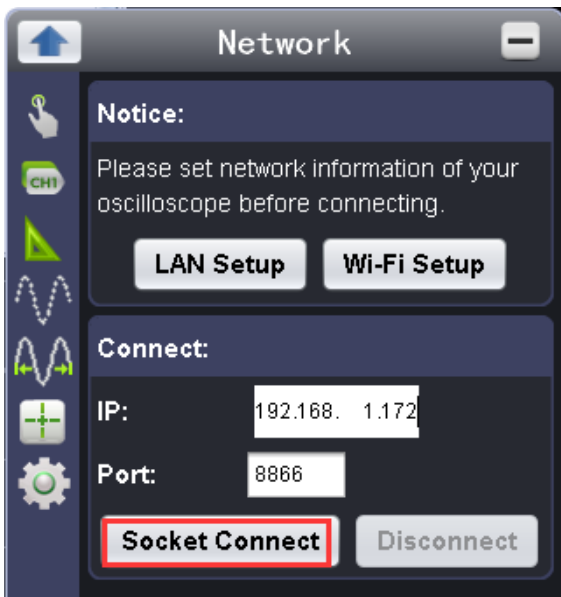 Network
Notice:
CH1
Please set network information of your
oscilloscope before connecting.
LAN Setup Wi-Fi Setup
Connect:
IP: 192.168. 1.172
Port: 8866
Socket Connect Disconnect